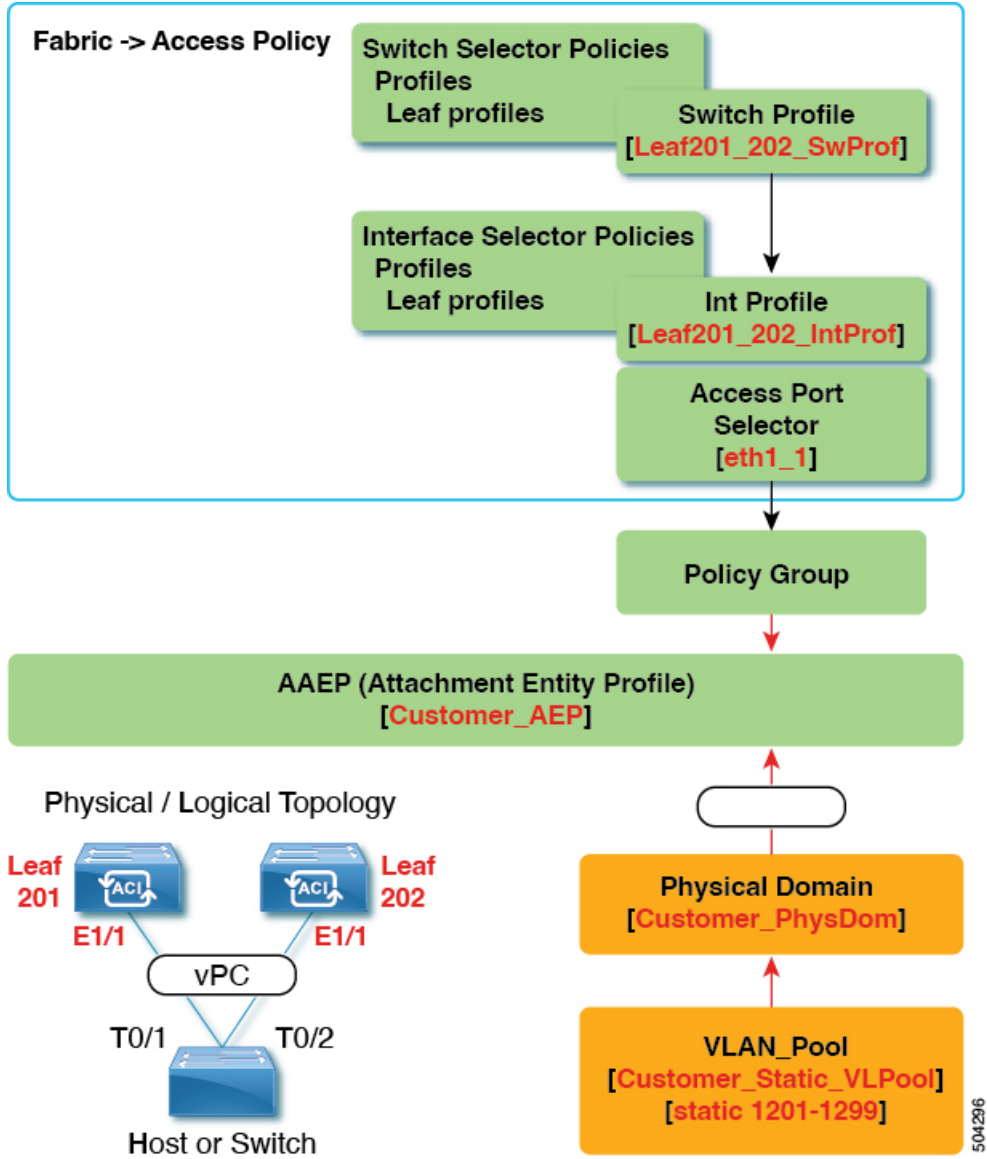 Fabric -> Access Policy
Switch Selector Policies
Profiles
Leaf profiles
Switch Profile
[Leaf201_202_SwProf]
Interface Selector Policies
Profiles
Leaf profiles
Int Profile
[Leaf201_202_IntProf]
Access Port
Selector
[eth1_1]
Policy Group
AAEP (Attachment Entity Profile)
[Customer_AEP]
Physical / Logical Topology
Leaf
201
ACI
ACI
Leaf
202
E1/1
E1/1
vPC
T0/1
T0/2
Host or Switch
Physical Domain
[Customer_PhysDom]
VLAN_Pool
[Customer_Static_VLPool]
[static 1201-1299]
504296